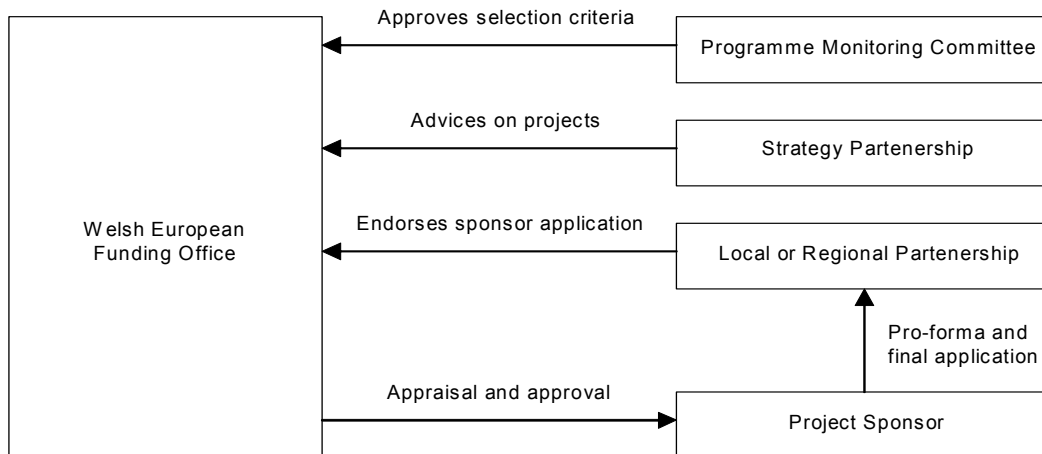 Approves selection criteria
Programme Monitoring Committee
Advices on projects
Strategy Partenership
Welsh European
Funding Office
Endorses sponsor application
Local or Regional Partenership
Pro-forma and
final application
Appraisal and approval
Project Sponsor